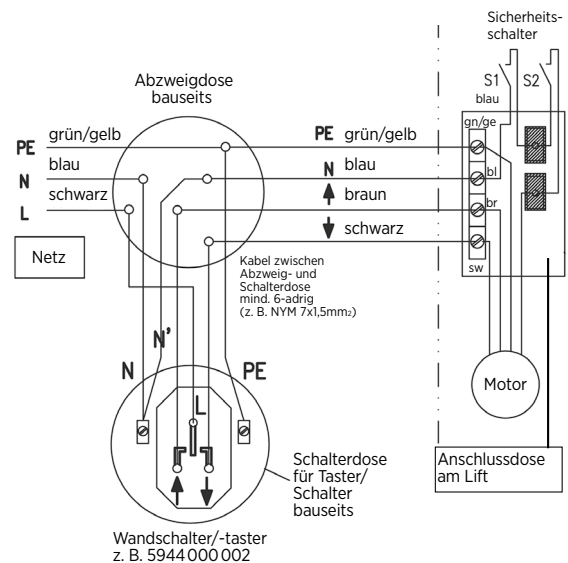 Sicherheits-
schalter
S1
S2
blau
Abzweigdose
bauseits
gn/ge
PE
grün/gelb
PE
grün/gelb
N
blau
N
blau
bl
L
schwarz
braun
br
schwarz
sw
Netz
Kabel zwischen
Abzweig- und
Schalterdose
mind. 6-adrig
(z. B. NYM 7x1,5mm₂)
N'
N
PE
L
Motor
Anschlussdose
am Lift
Schalterdose
für Taster/
Schalter
bauseits
Wandschalter/-taster
z. B. 5944 000 002